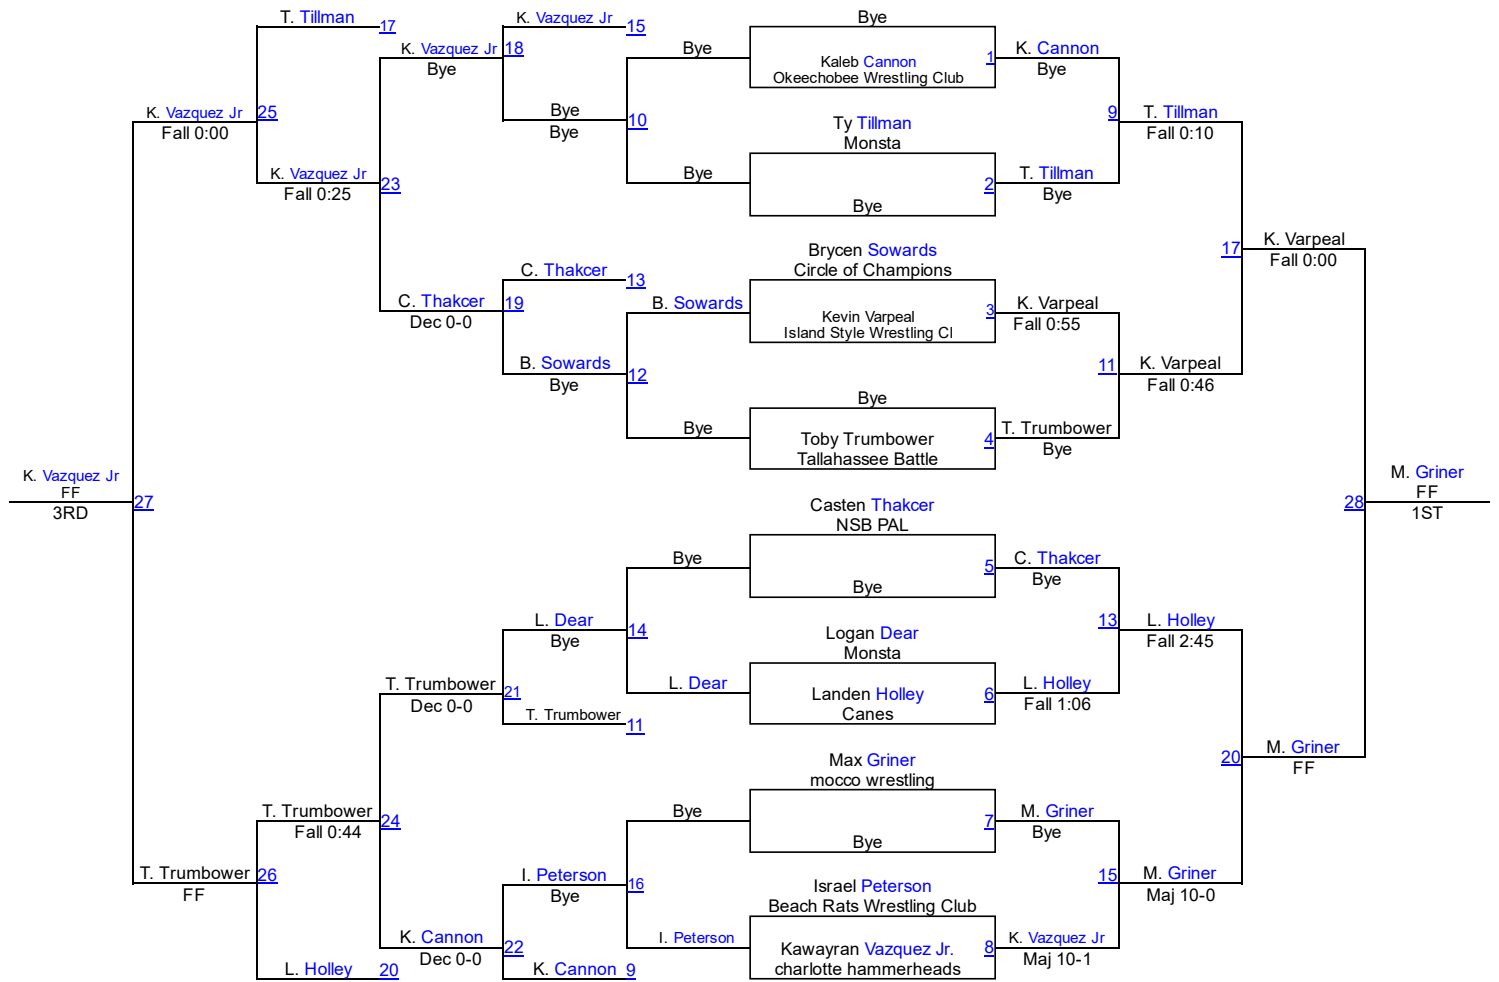 T. Tillman
17
K. Vazquez Jr
15
Bye
K. Vazquez Jr
18
Bye
Bye
Kaleb Cannon
1
Okeechobee Wrestling Club
K. Cannon
Bye
K. Vazquez Jr
25
Fall 0:00
Bye
10
Bye
Ty Tillman
Monsta
9
T. Tillman
Fall 0:10
K. Vazquez Jr
23
Fall 0:25
Bye
2
Bye
T. Tillman
Bye
Brycen Sowards
Circle of Champions
17
K. Varpeal
Fall 0:00
C. Thakcer
13
C. Thakcer
19
Dec 0-0
B. Sowards
Kevin Varpeal
3
Island Style Wrestling Cl
K. Varpeal
Fall 0:55
B. Sowards
12
Bye
11
K. Varpeal
Fall 0:46
Bye
Bye
Toby Trumbower
4
Tallahassee Battle
T. Trumbower
Bye
K. Vazquez Jr
FF
27
3RD
M. Griner
FF
28
1ST
Casten Thakcer
NSB PAL
Bye
5
Bye
C. Thakcer
Bye
L. Dear
14
Bye
Logan Dear
Monsta
13
L. Holley
Fall 2:45
T. Trumbower
21
Dec 0-0
L. Dear
Landen Holley
6
Canes
L. Holley
Fall 1:06
T. Trumbower
11
Max Griner
mocco wrestling
20
M. Griner
FF
T. Trumbower
24
Fall 0:44
Bye
7
Bye
M. Griner
Bye
T. Trumbower
26
FF
I. Peterson
16
Bye
Israel Peterson
Beach Rats Wrestling Club
15
M. Griner
Maj 10-0
K. Cannon
22
Dec 0-0
I. Peterson
Kawayran Vazquez Jr.
8
charlotte hammerheads
K. Vazquez Jr
Maj 10-1
L. Holley
20
K. Cannon
9